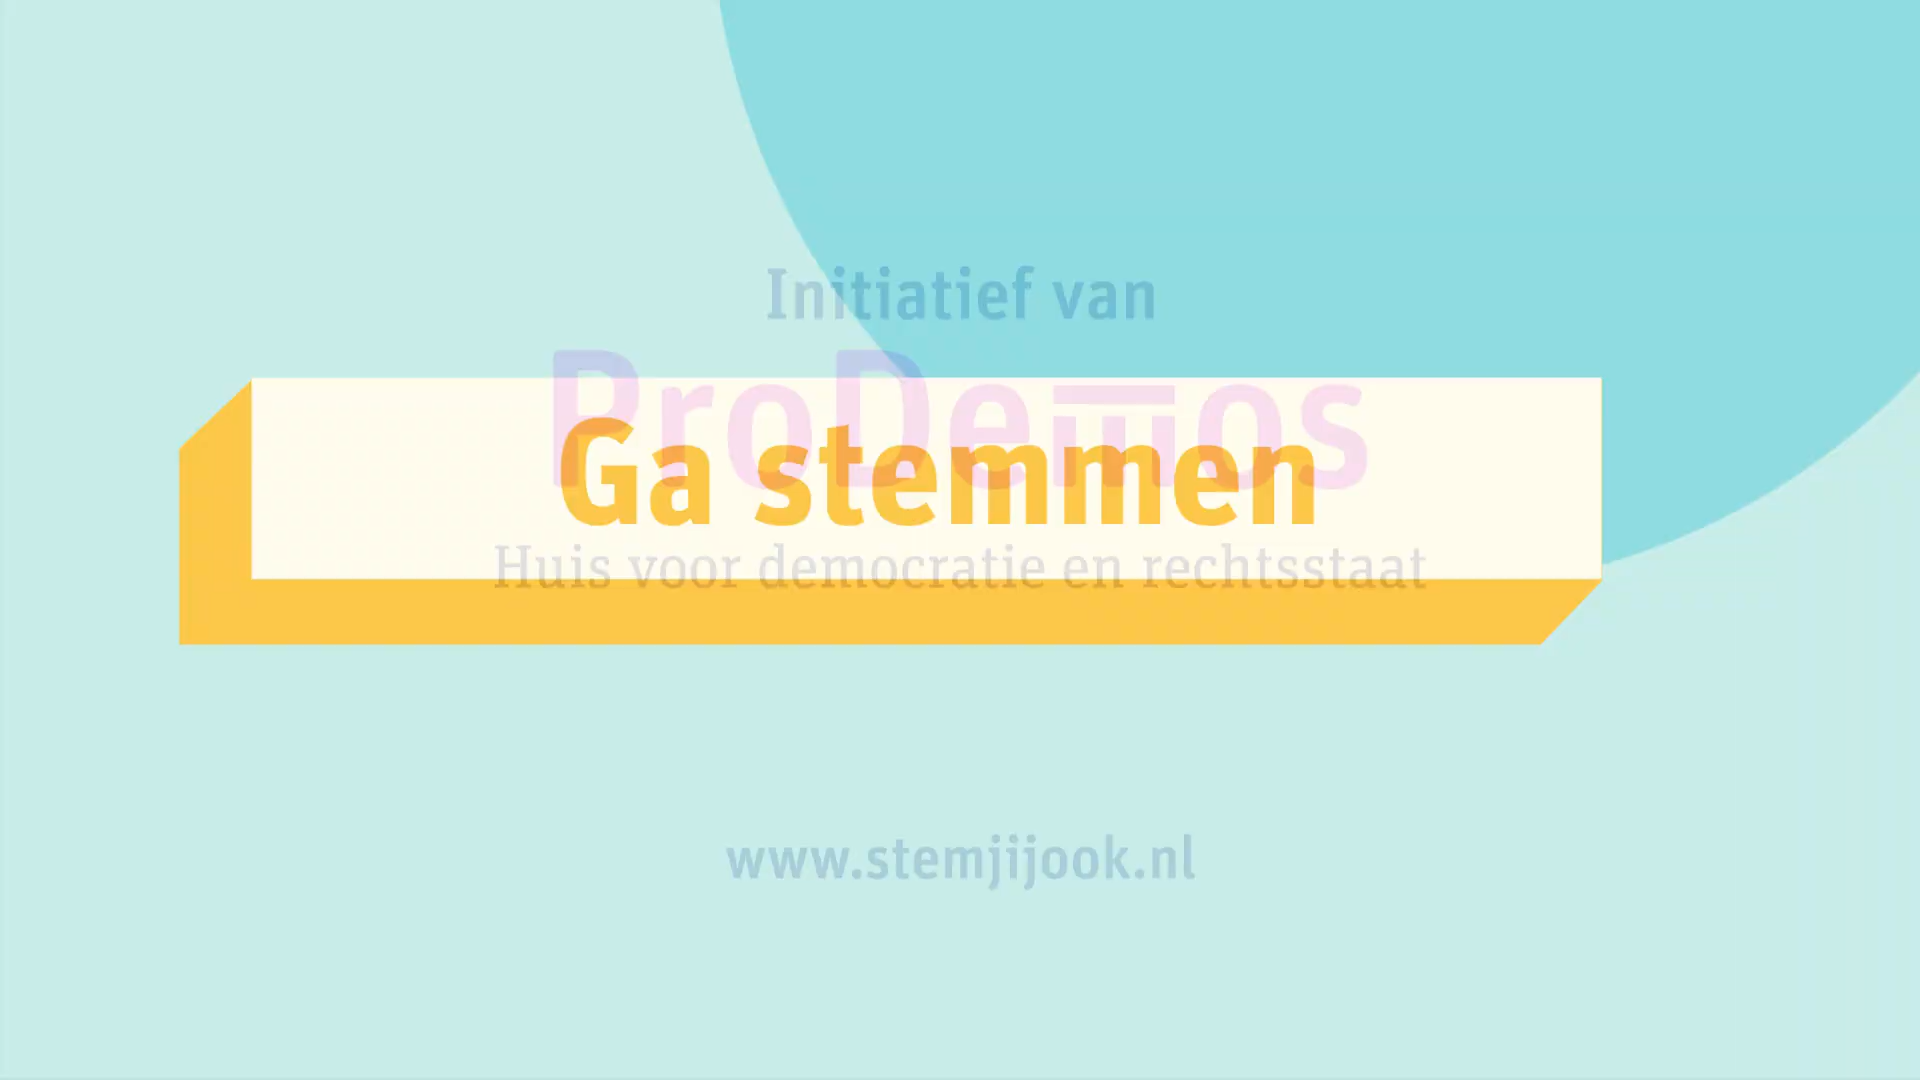 Initiatief van
ProDemos
Ga stemmen
Huis voor democratie en rechtsstaat
www.stemjijook.nl